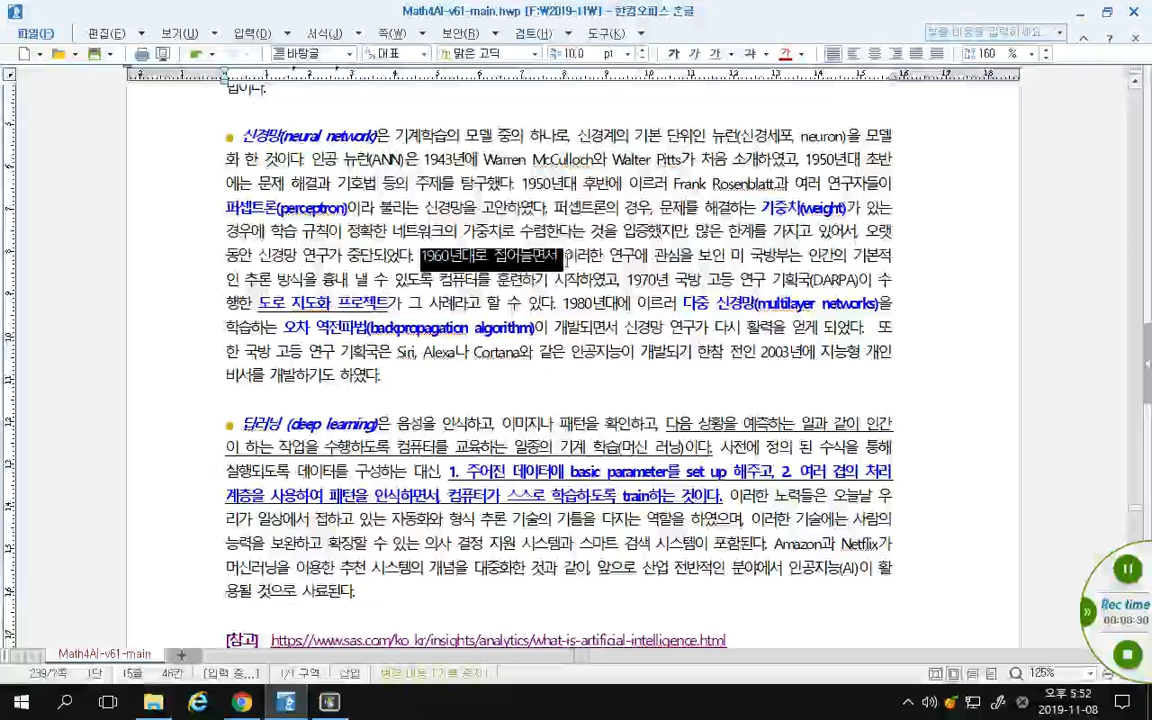 Math4AI-v61-main.hwp [F:\2019-11\] - 한컴오피스 흔글
파일(F) 편집(E) 보기(U) 입력(D) 서식(J) 쪽(W) 보안(R) 검토(H) 도구(K) 찾을 내용을 입력하세요.
바탕글 대표 맑은 고딕 10.0 pt 가 가 가 가 가 160 %
법이다.
신경망(neural network)은 기계학습의 모델 중의 하나로, 신경계의 기본 단위인 뉴런(신경세포, neuron)을 모델
화 한 것이다. 인공 뉴런(ANN)은 1943년에 Warren McCulloch와 Walter Pitts가 처음 소개하였고, 1950년대 초반
에는 문제 해결과 기호법 등의 주제를 탐구했다. 1950년대 후반에 이르러 Frank Rosenblatt과 여러 연구자들이
퍼셉트론(perceptron)이라 불리는 신경망을 고안하였다. 퍼셉트론의 경우, 문제를 해결하는 가중치(weight)가 있는
경우에 학습 규칙이 정확한 네트워크의 가중치로 수렴한다는 것을 입증했지만, 많은 한계를 가지고 있어서, 오랫
동안 신경망 연구가 중단되었다. 1960년대로 접어들면서 이러한 연구에 관심을 보인 미 국방부는 인간의 기본적
인 추론 방식을 흉내 낼 수 있도록 컴퓨터를 훈련하기 시작하였고, 1970년 국방 고등 연구 기획국(DARPA)이 수
행한 도로 지도화 프로젝트가 그 사례라고 할 수 있다. 1980년대에 이르러 다중 신경망(multilayer networks)을
학습하는 오차 역전파법(backpropagation algorithm)이 개발되면서 신경망 연구가 다시 활력을 얻게 되었다. 또
한 국방 고등 연구 기획국은 Siri, Alexa나 Cortana와 같은 인공지능이 개발되기 한참 전인 2003년에 지능형 개인
비서를 개발하기도 하였다.
딥러닝 (deep learning)은 음성을 인식하고, 이미지나 패턴을 확인하고, 다음 상황을 예측하는 일과 같이 인간
이 하는 작업을 수행하도록 컴퓨터를 교육하는 일종의 기계 학습(머신 러닝)이다. 사전에 정의 된 수식을 통해
실행되도록 데이터를 구성하는 대신, 1. 주어진 데이터에 basic parameter를 set up 해주고, 2. 여러 겹의 처리
계층을 사용하여 패턴을 인식하면서, 컴퓨터가 스스로 학습하도록 train하는 것이다. 이러한 노력들은 오늘날 우
리가 일상에서 접하고 있는 자동화와 형식 추론 기술의 기틀을 다지는 역할을 하였으며, 이러한 기술에는 사람의
능력을 보완하고 확장할 수 있는 의사 결정 지원 시스템과 스마트 검색 시스템이 포함된다. Amazon과 Netflix가
머신러닝을 이용한 추천 시스템의 개념을 대중화한 것과 같이, 앞으로 산업 전반적인 분야에서 인공지능(AI)이 활
용될 것으로 사료된다.
[참고] https://www.sas.com/ko_kr/insights/analytics/what-is-artificial-intelligence.html
Rec time
Math4AI-v61-main
1단 15줄 46칸 구역 삽입 125%
오후 5:52
2019-11-08